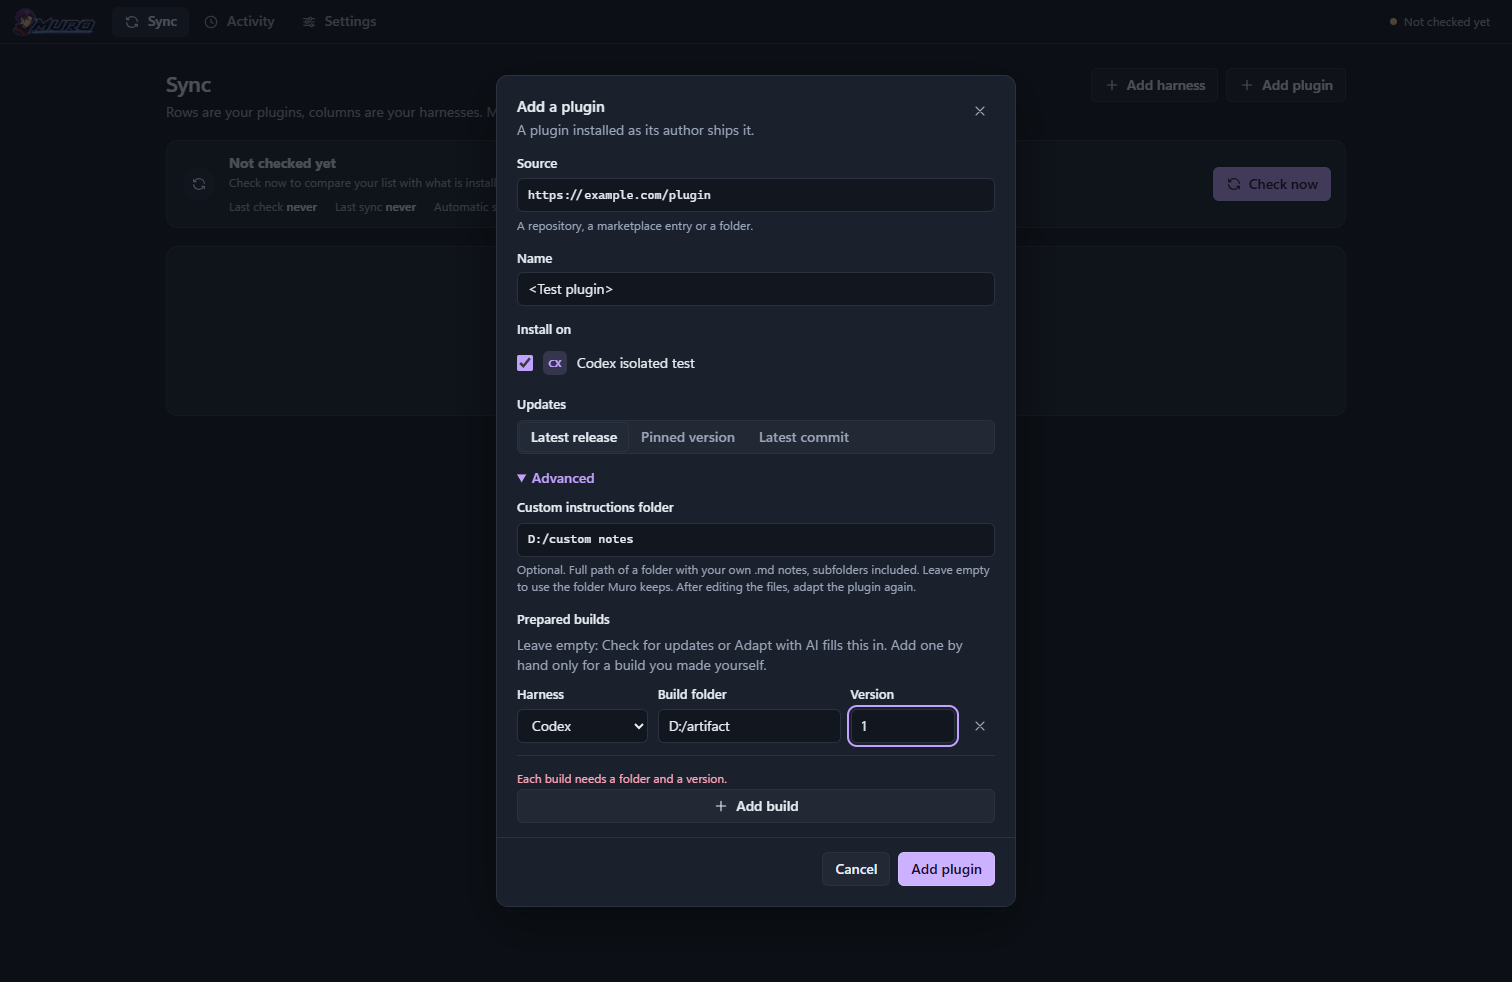 MURO
Sync
Activity
Settings
Not checked yet
Sync
Rows are your plugins, columns are your harnesses. M
Add harness
Add plugin
Not checked yet
Check now to compare your list with what is install
Last check never
Last sync never
Automatic s
Check now
Add a plugin
A plugin installed as its author ships it.
Source
https://example.com/plugin
A repository, a marketplace entry or a folder.
Name
<Test plugin>
Install on
CX
Codex isolated test
Updates
Latest release
Pinned version
Latest commit
Advanced
Custom instructions folder
D:/custom notes
Optional. Full path of a folder with your own .md notes, subfolders included. Leave empty
to use the folder Muro keeps. After editing the files, adapt the plugin again.
Prepared builds
Leave empty: Check for updates or Adapt with AI fills this in. Add one by
hand only for a build you made yourself.
Harness
Build folder
Version
Codex
D:/artifact
1
Each build needs a folder and a version.
Add build
Cancel
Add plugin